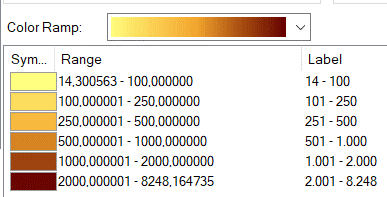 Color Ramp:
Sym... Range Label
14,300563 - 100,000000 14 - 100
100,000001 - 250,000000 101 - 250
250,000001 - 500,000000 251 - 500
500,000001 - 1000,000000 501 - 1.000
1000,000001 - 2000,000000 1.001 - 2.000
2000,000001 - 8248,164735 2.001 - 8.248